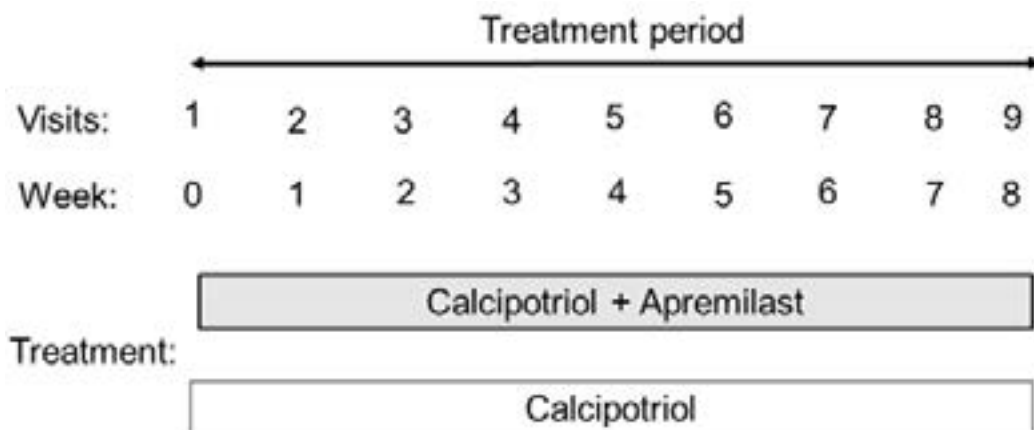 Treatment period
Visits: 1 2 3 4 5 6 7 8 9
Week: 0 1 2 3 4 5 6 7 8
Calcipotriol + Apremilast
Treatment:
Calcipotriol